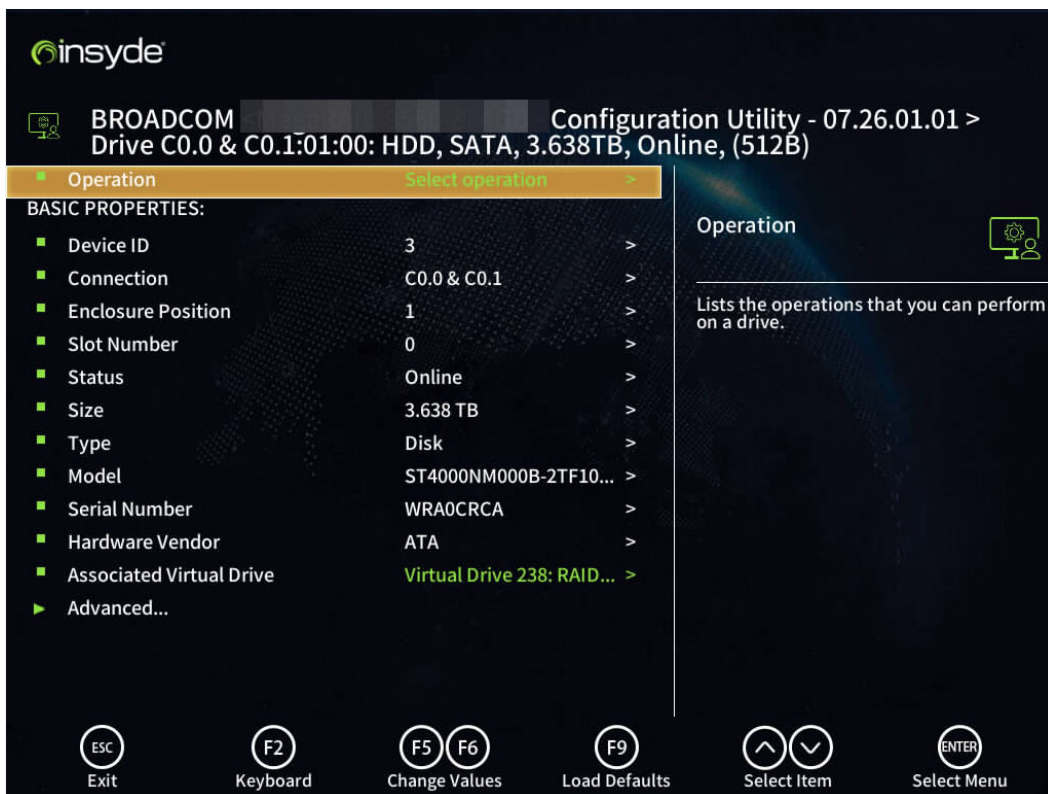 insyde
BROADCOM Configuration Utility - 07.26.01.01 >
Drive C0.0 & C0.1:01:00: HDD, SATA, 3.638TB, Online, (512B)
Operation Select operation >
BASIC PROPERTIES:
Device ID 3 >
Connection C0.0 & C0.1 >
Enclosure Position 1 >
Slot Number 0 >
Status Online >
Size 3.638 TB >
Type Disk >
Model ST4000NM000B-2TF10... >
Serial Number WRA0CRCA >
Hardware Vendor ATA >
Associated Virtual Drive Virtual Drive 238: RAID... >
Advanced...
Operation
Lists the operations that you can perform
on a drive.
ESC F2 F5 F6 F9 ENTER
Exit Keyboard Change Values Load Defaults Select Item Select Menu